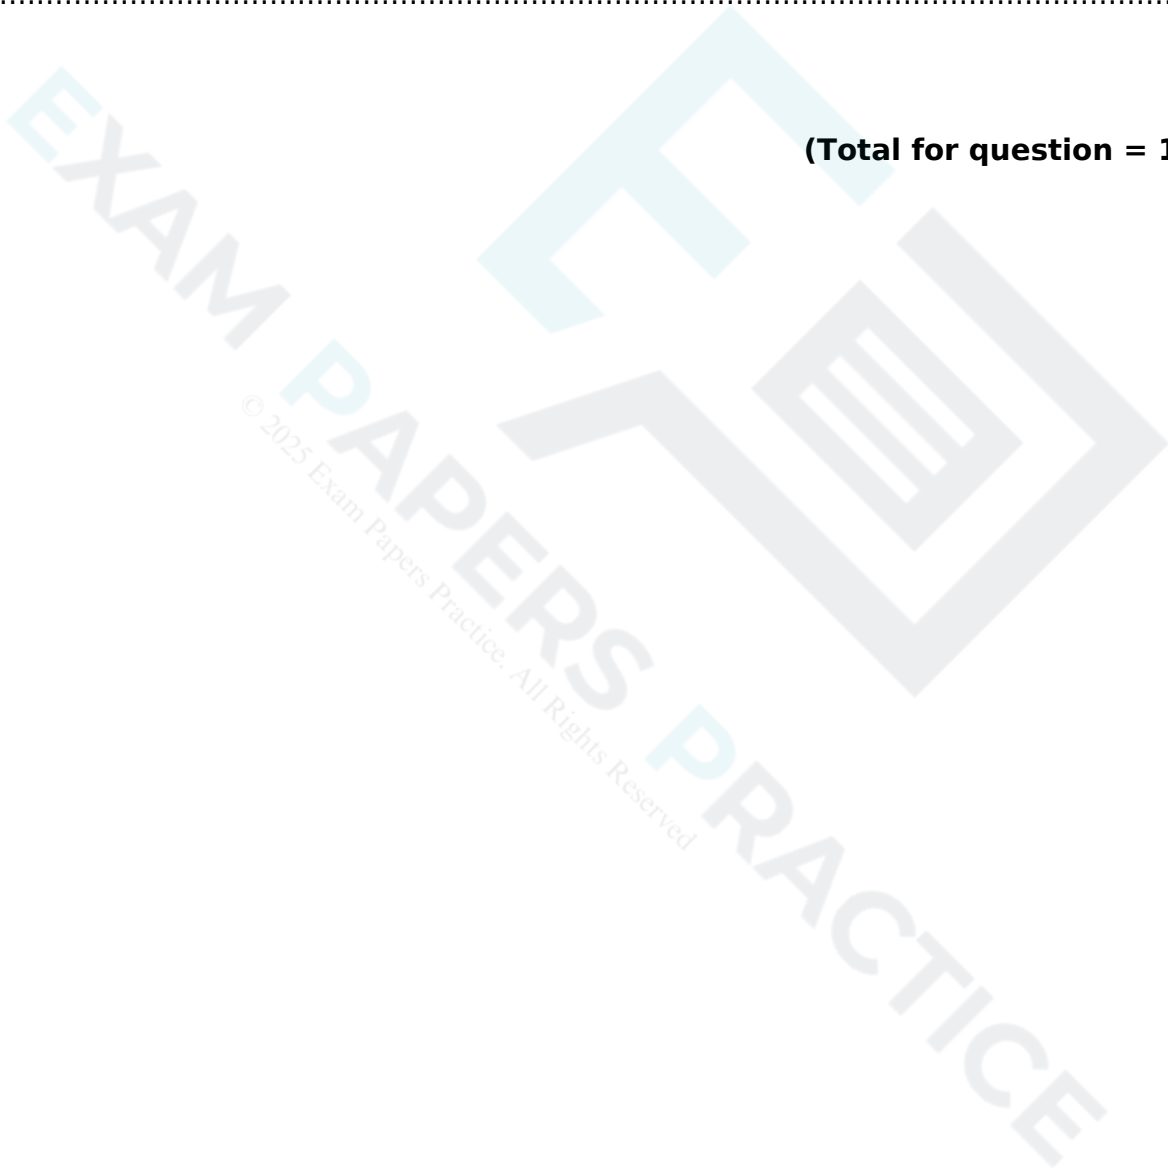 (Total for question = 1
EXAM PAPERS PRACTICE
© 2025 Exam Papers Practice. All Rights Reserved